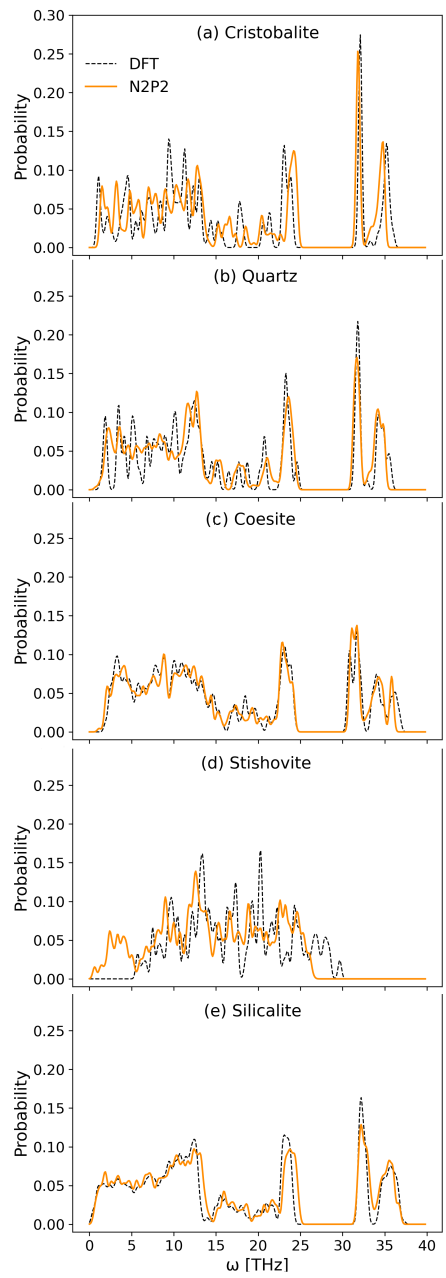 (a) Cristobalite
DFT
N2P2
Probability
0.30
0.25
0.20
0.15
0.10
0.05
0.00
(b) Quartz
Probability
0.25
0.20
0.15
0.10
0.05
0.00
(c) Coesite
Probability
0.25
0.20
0.15
0.10
0.05
0.00
(d) Stishovite
Probability
0.25
0.20
0.15
0.10
0.05
0.00
(e) Silicalite
Probability
0.25
0.20
0.15
0.10
0.05
0.00
0 5 10 15 20 25 30 35 40
ω [THz]